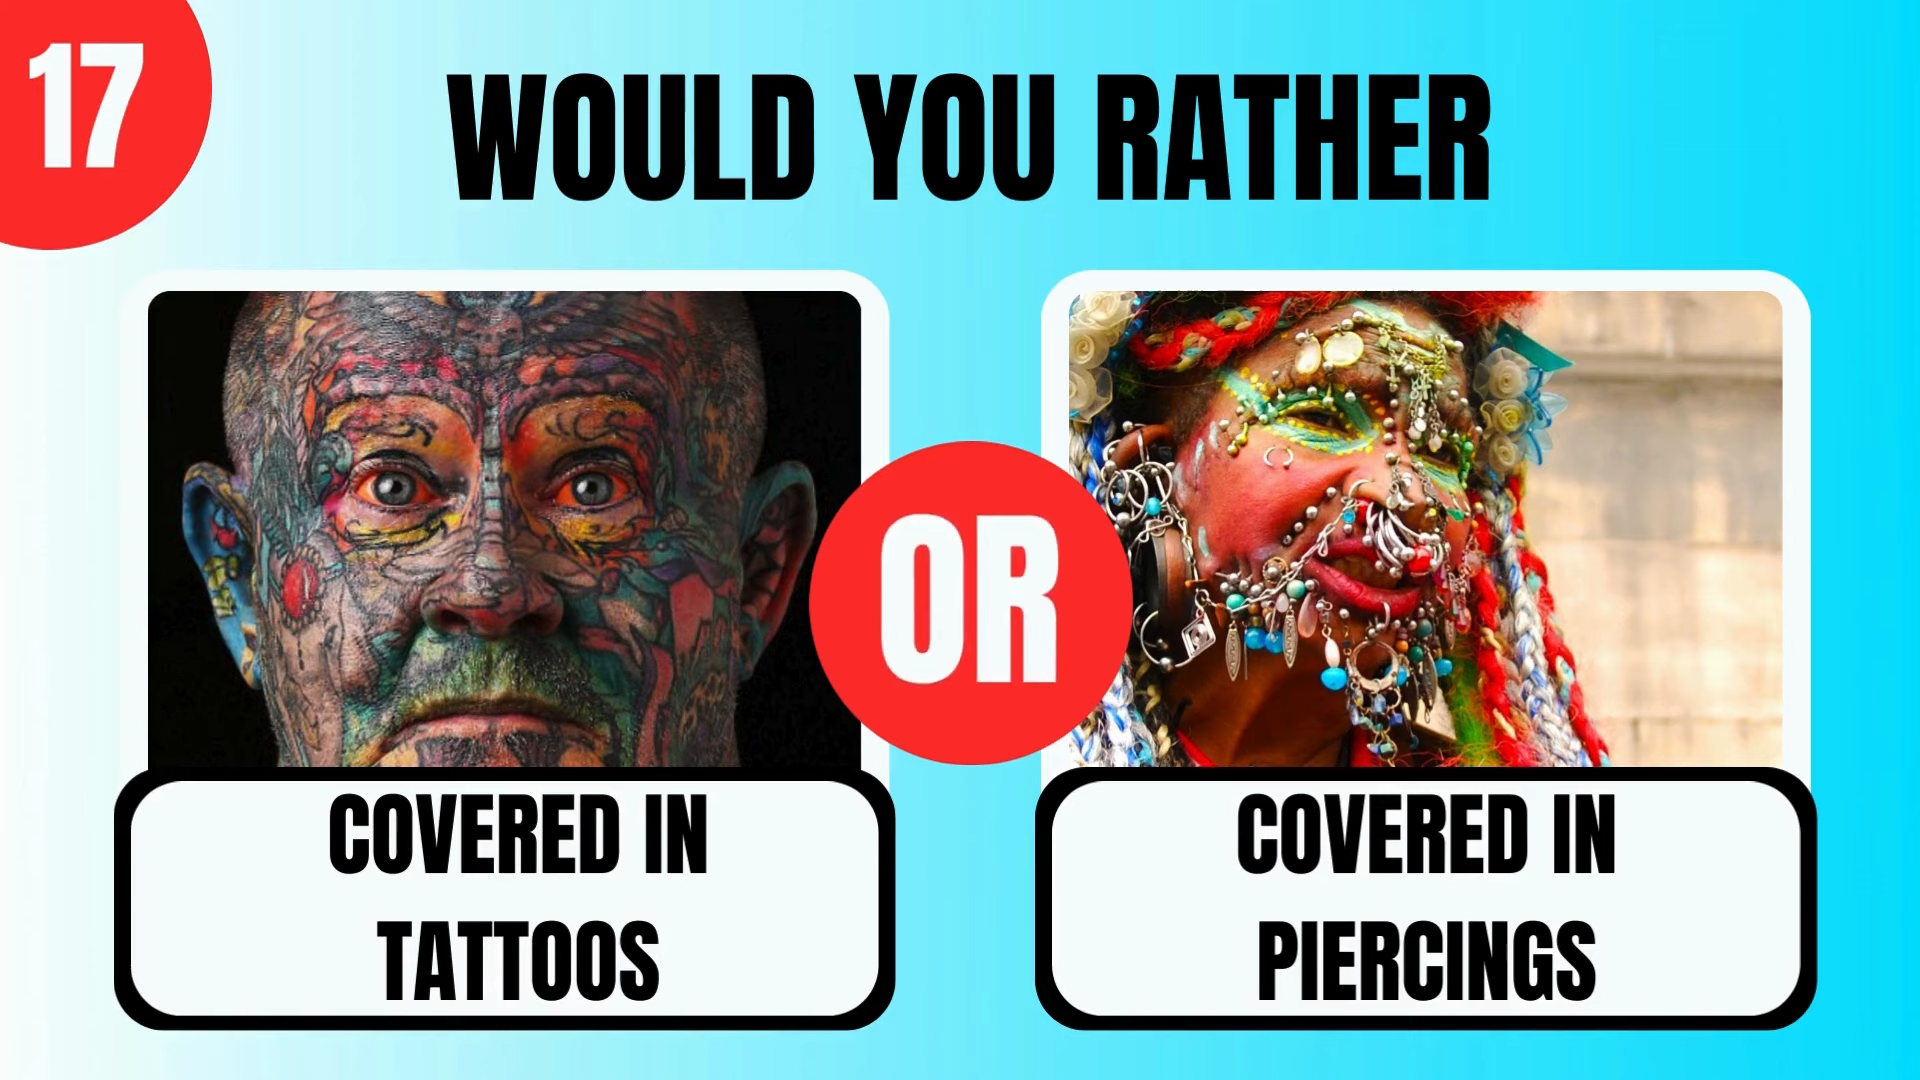 17
WOULD YOU RATHER
OR
COVERED IN
TATTOOS
COVERED IN
PIERCINGS